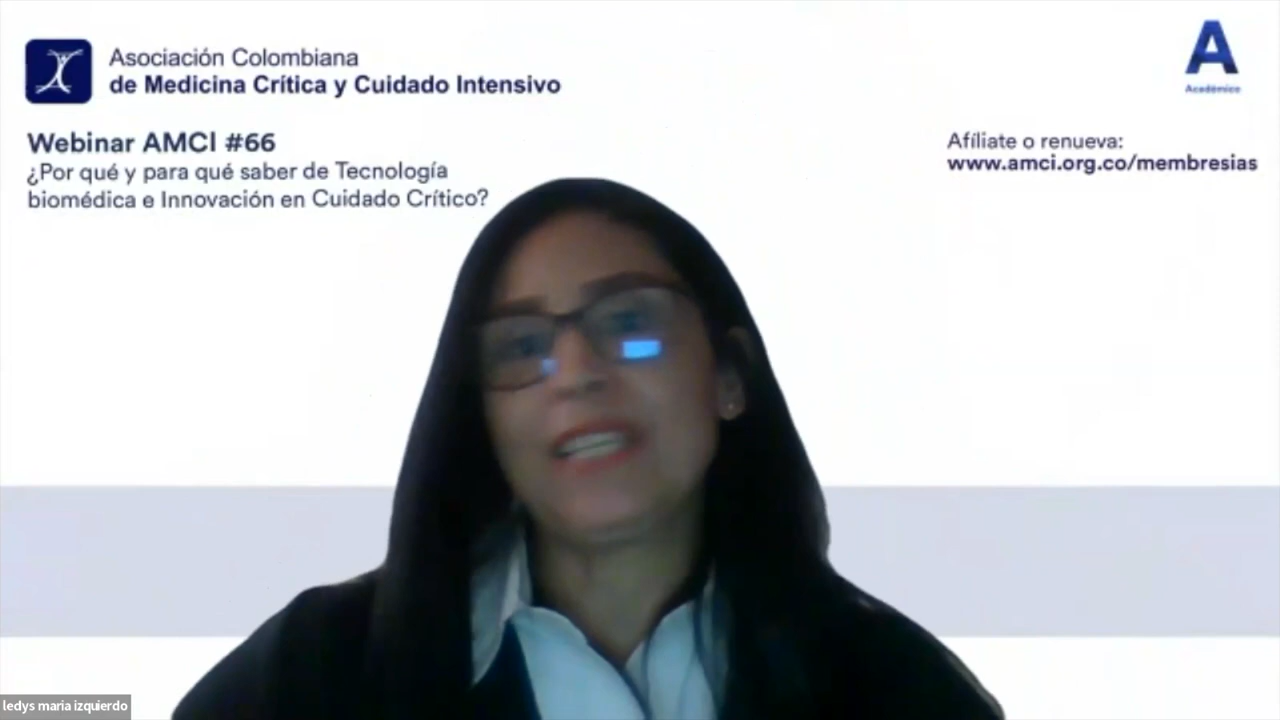 Asociación Colombiana
de Medicina Crítica y Cuidado Intensivo
Académico
Webinar AMCI #66
¿Por qué y para qué saber de Tecnología
biomédica e Innovación en Cuidado Crítico?
Afíliate o renueva:
www.amci.org.co/membresias
ledys maria izquierdo